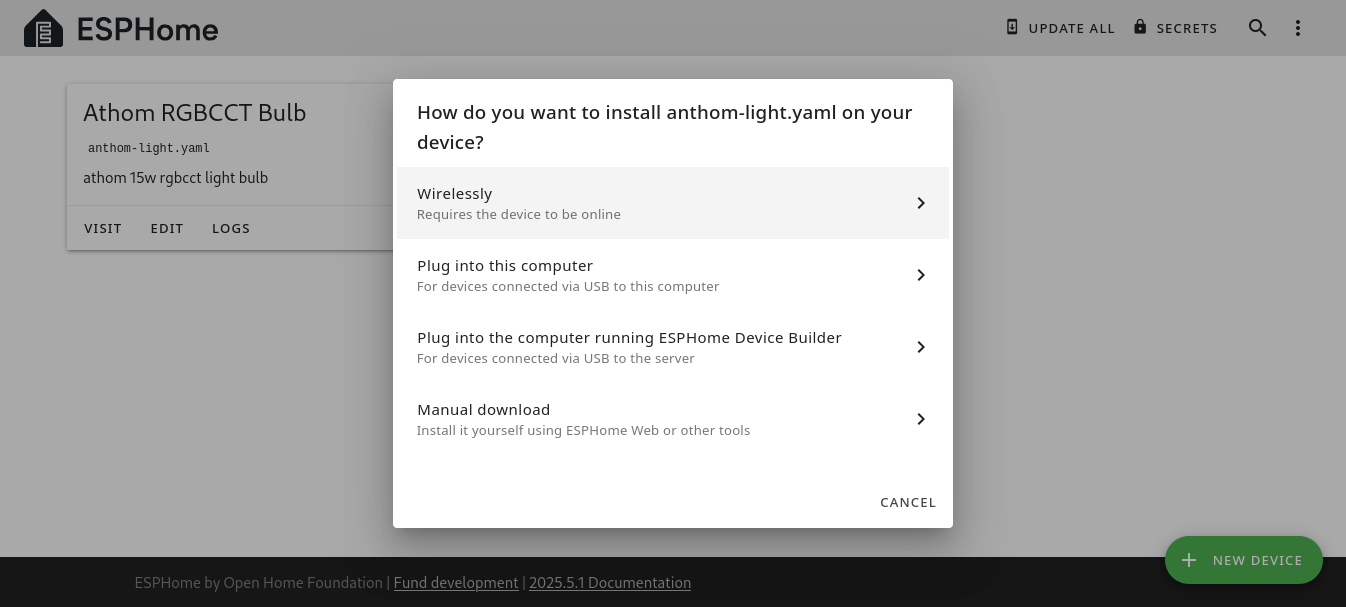 ESPHome
UPDATE ALL
SECRETS
Athom RGBCCT Bulb
anthom-light.yaml
athom 15w rgbcct light bulb
VISIT
EDIT
LOGS
How do you want to install anthom-light.yaml on your
device?
Wirelessly
Requires the device to be online
Plug into this computer
For devices connected via USB to this computer
Plug into the computer running ESPHome Device Builder
For devices connected via USB to the server
Manual download
Install it yourself using ESPHome Web or other tools
CANCEL
NEW DEVICE
ESPHome by Open Home Foundation | Fund development | 2025.5.1 Documentation